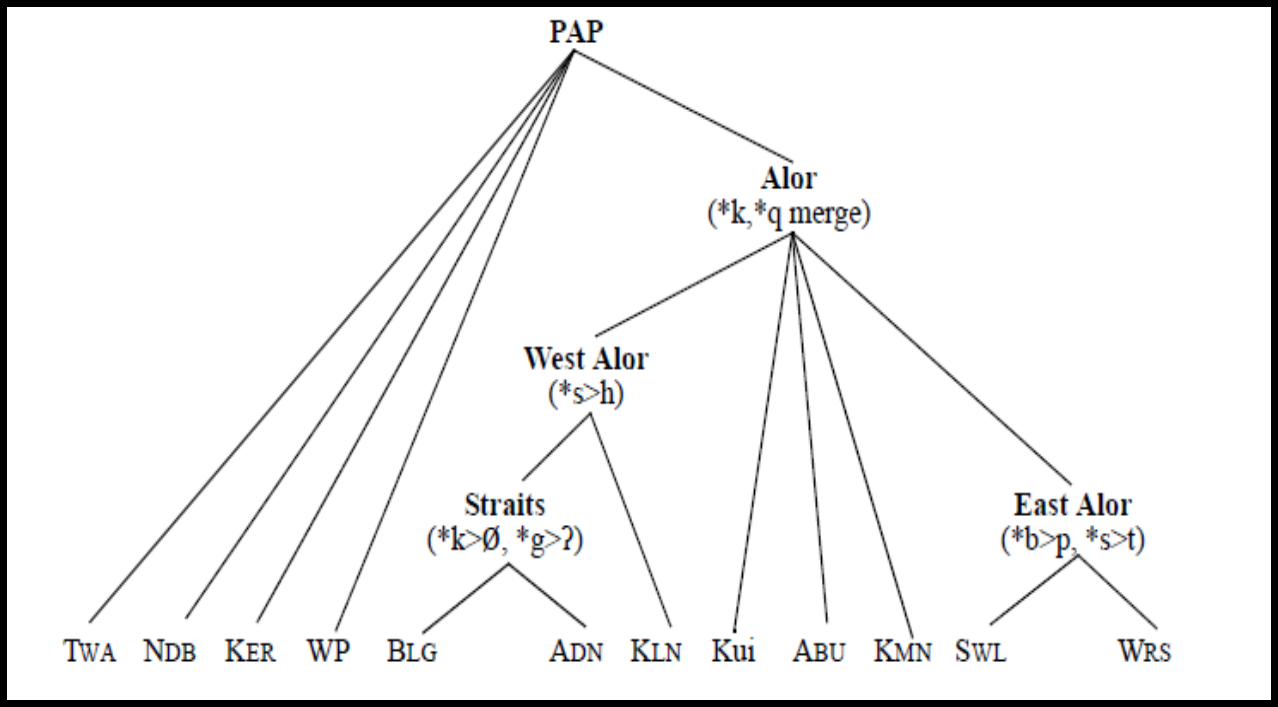 PAP
Alor
(*k,*q merge)
West Alor
(*s>h)
Straits
(*k>Ø, *g>ʔ)
East Alor
(*b>p, *s>t)
TWA NDB KER WP BLG ADN KLN Kui ABU KMN SWL WRS